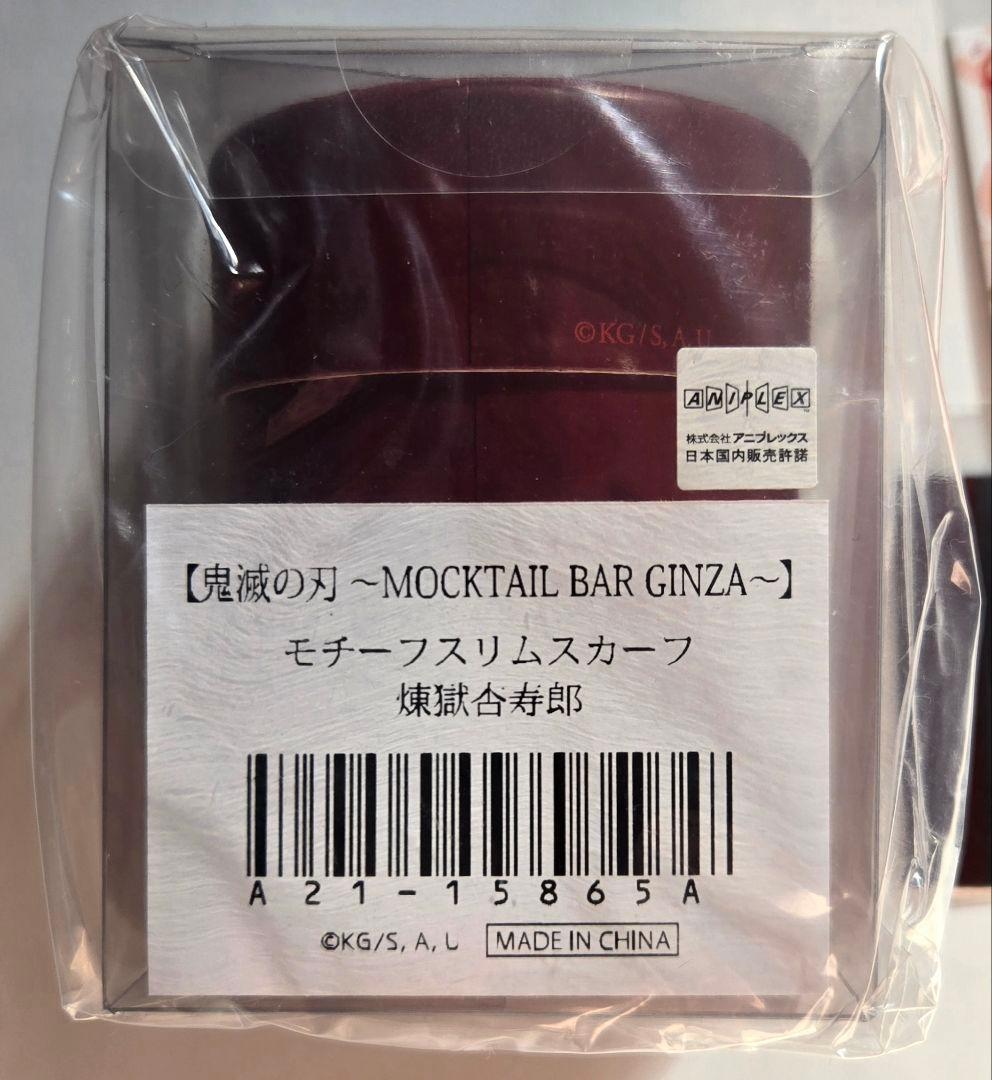 ©KG/S, A, U
ANIPLEX™
株式会社アニプレックス
日本国内販売許諾
【鬼滅の刃 ～MOCKTAIL BAR GINZA～】
モチーフスリムスカーフ
煉獄杏寿郎
A21-15865A
©KG/S, A, U
MADE IN CHINA